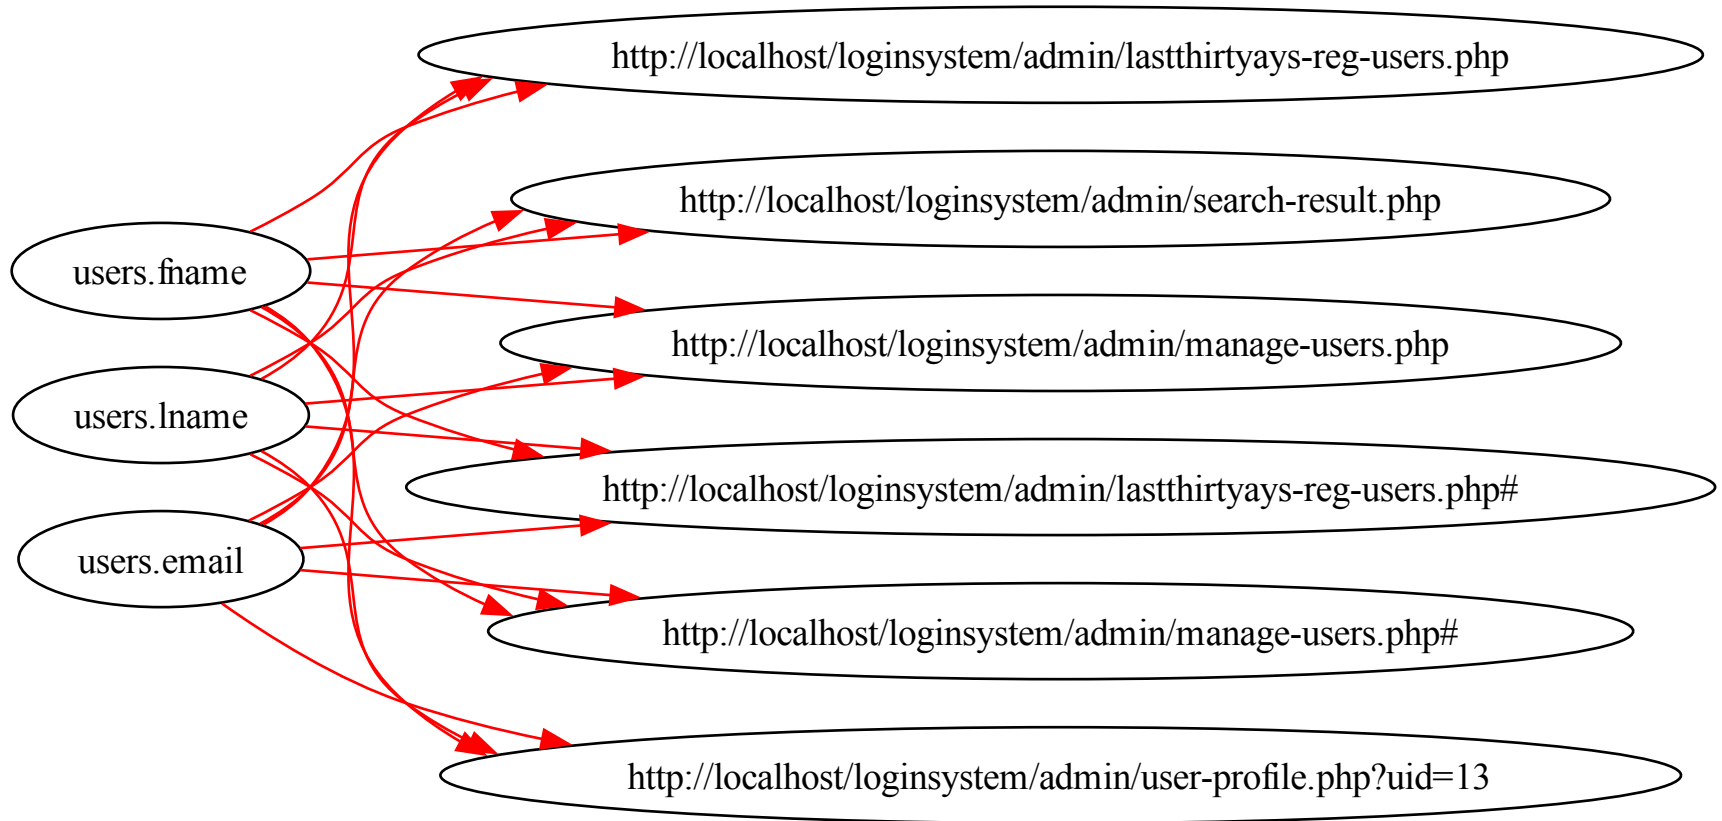 http://localhost/loginsystem/admin/lastthirtyays-reg-users.php
http://localhost/loginsystem/admin/search-result.php
users.fname
http://localhost/loginsystem/admin/manage-users.php
users.lname
http://localhost/loginsystem/admin/lastthirtyays-reg-users.php#
users.email
http://localhost/loginsystem/admin/manage-users.php#
http://localhost/loginsystem/admin/user-profile.php?uid=13